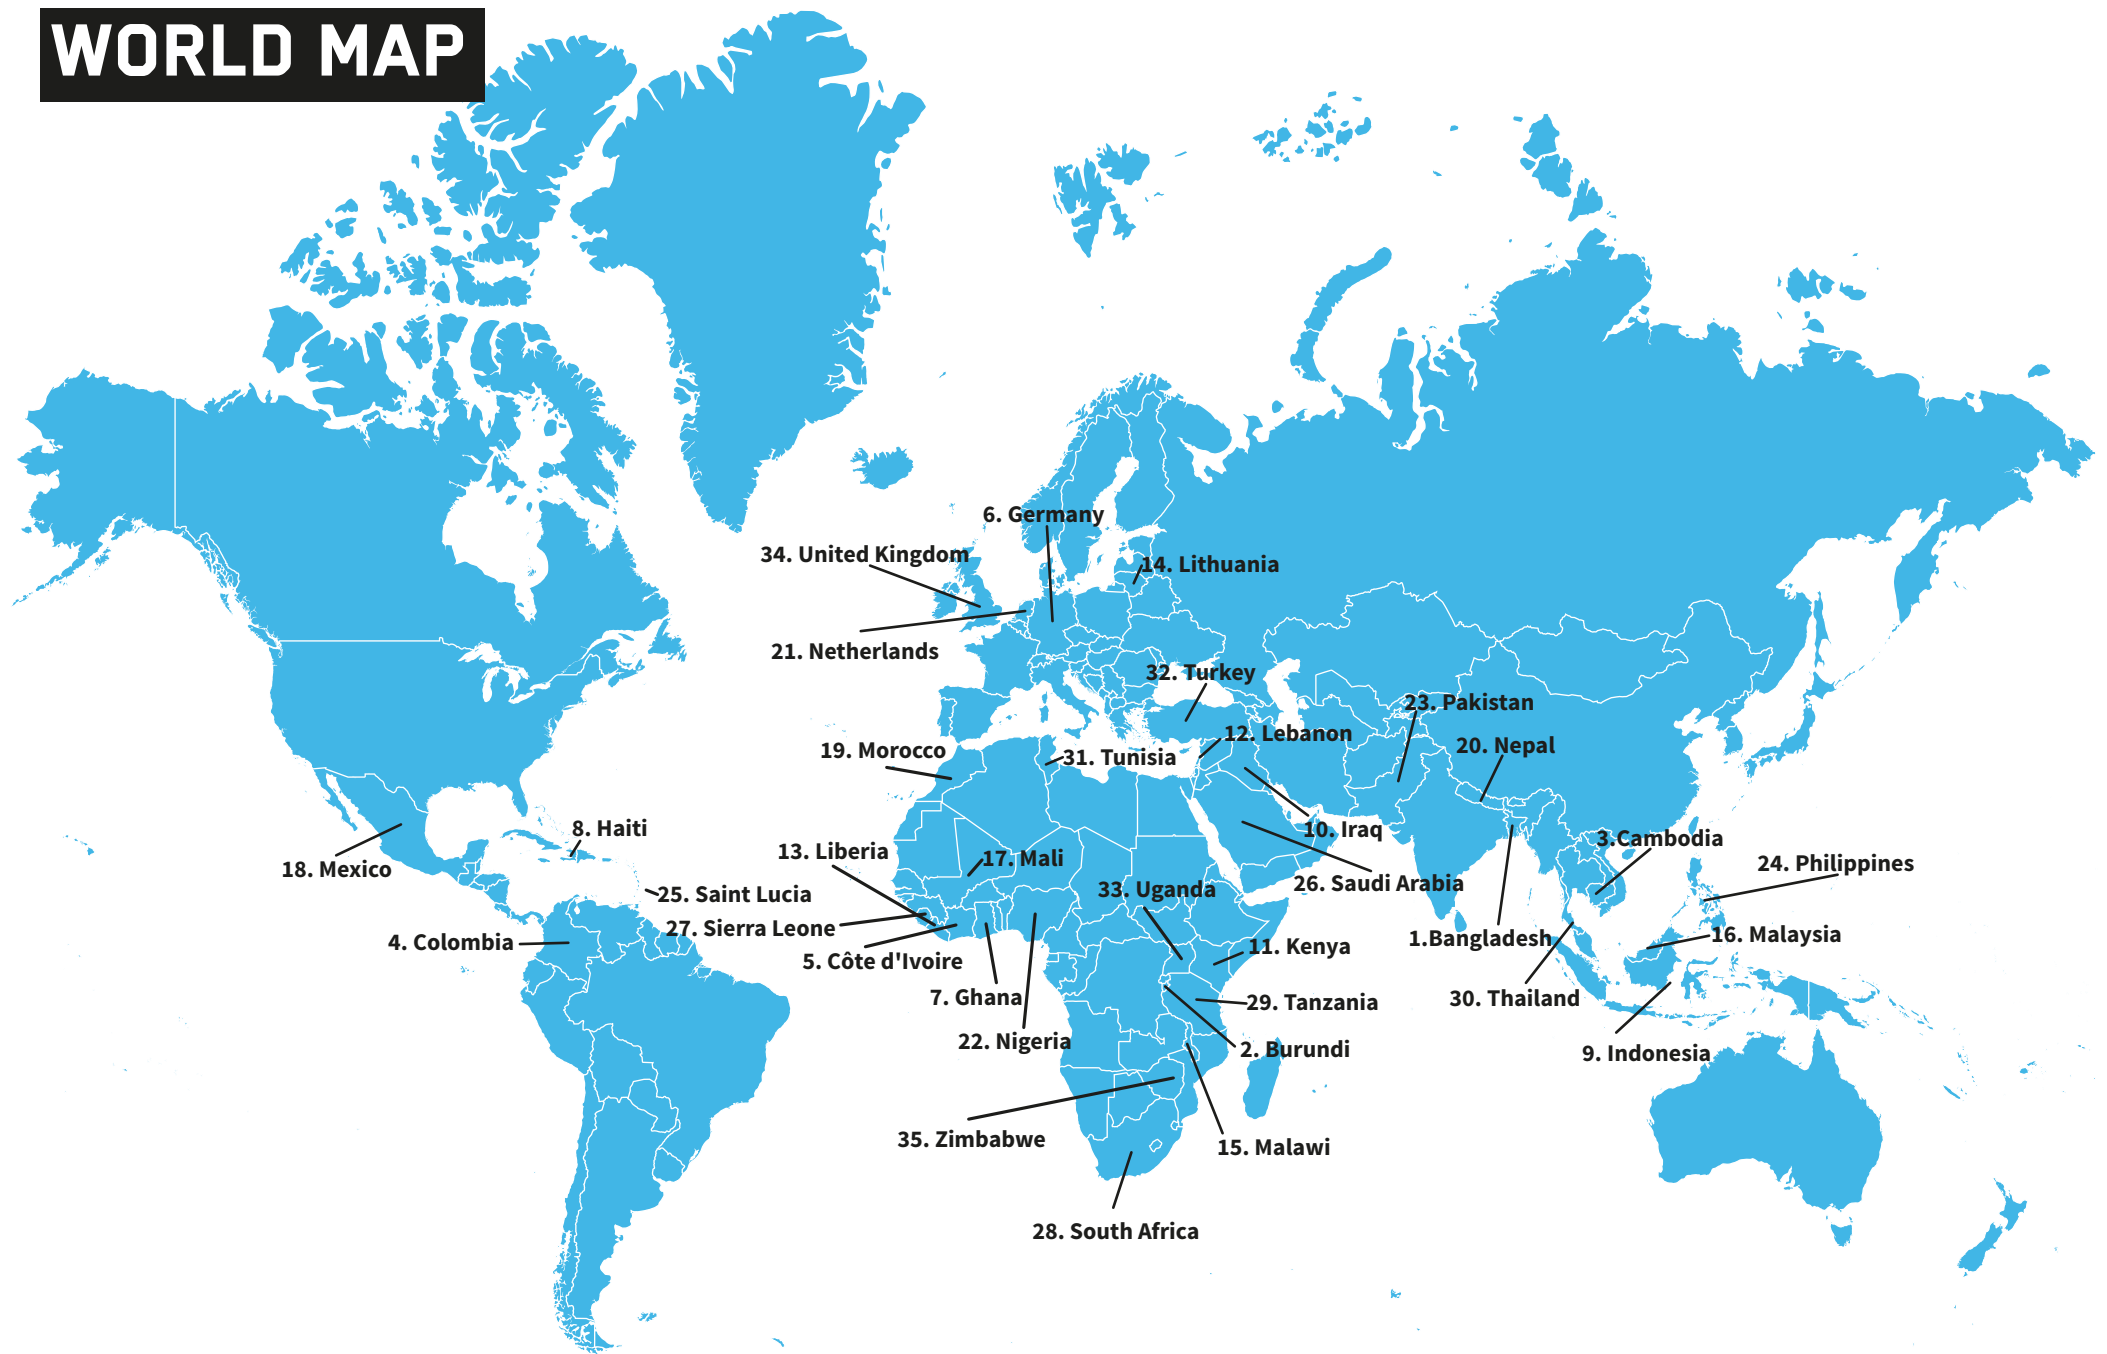 WORLD MAP
6. Germany
34. United Kingdom
14. Lithuania
21. Netherlands
32. Turkey
23. Pakistan
12. Lebanon
20. Nepal
19. Morocco
31. Tunisia
8. Haiti
10. Iraq
3.Cambodia
13. Liberia
17. Mali
24. Philippines
18. Mexico
26. Saudi Arabia
33. Uganda
25. Saint Lucia
27. Sierra Leone
16. Malaysia
1.Bangladesh
4. Colombia
11. Kenya
5. Côte d'Ivoire
7. Ghana
30. Thailand
29. Tanzania
22. Nigeria
2. Burundi
9. Indonesia
35. Zimbabwe
15. Malawi
28. South Africa